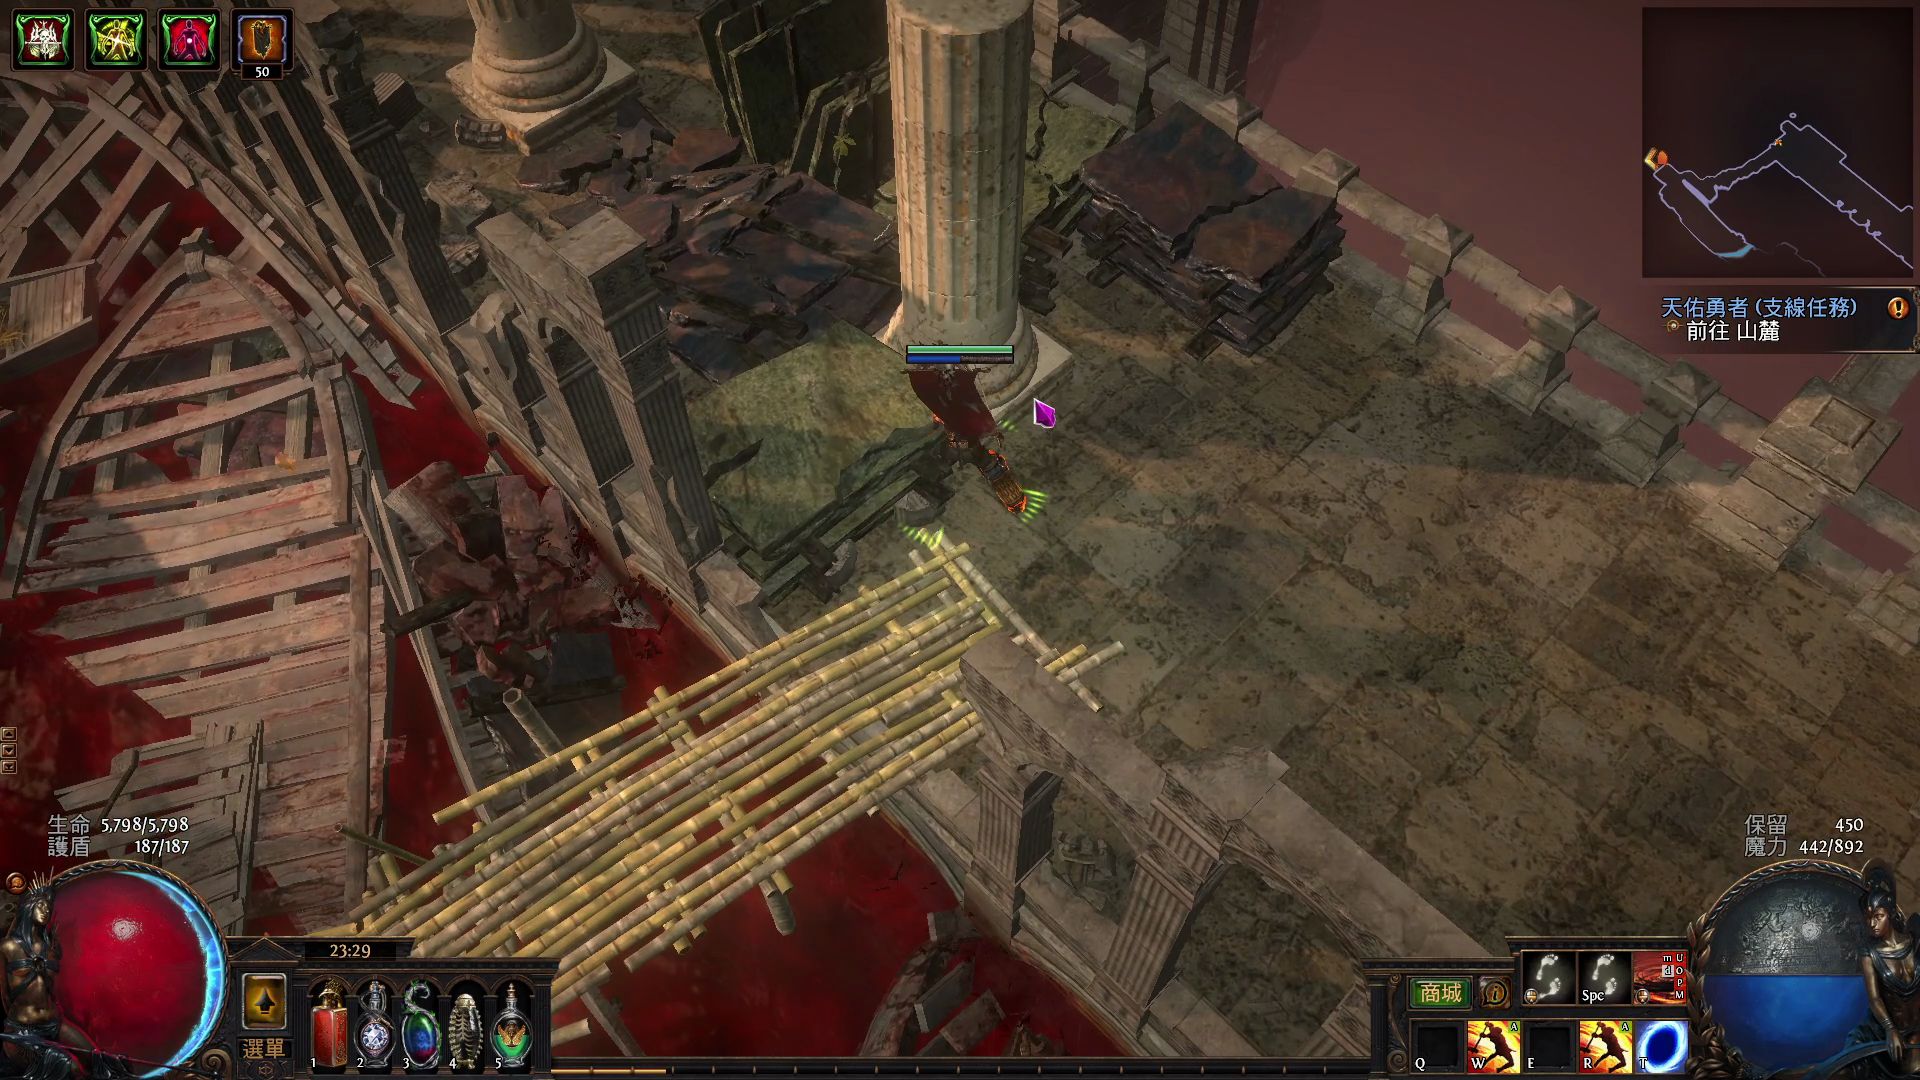 50
天佑勇者 (支線任務)
前往 山麓
生命 5,798/5,798
護盾 187/187
保留 450
魔力 442/892
23:29
選單
1
2
3
4
5
商城
Spc
m U
d O
P
M
Q
W
A
E
R
A
T